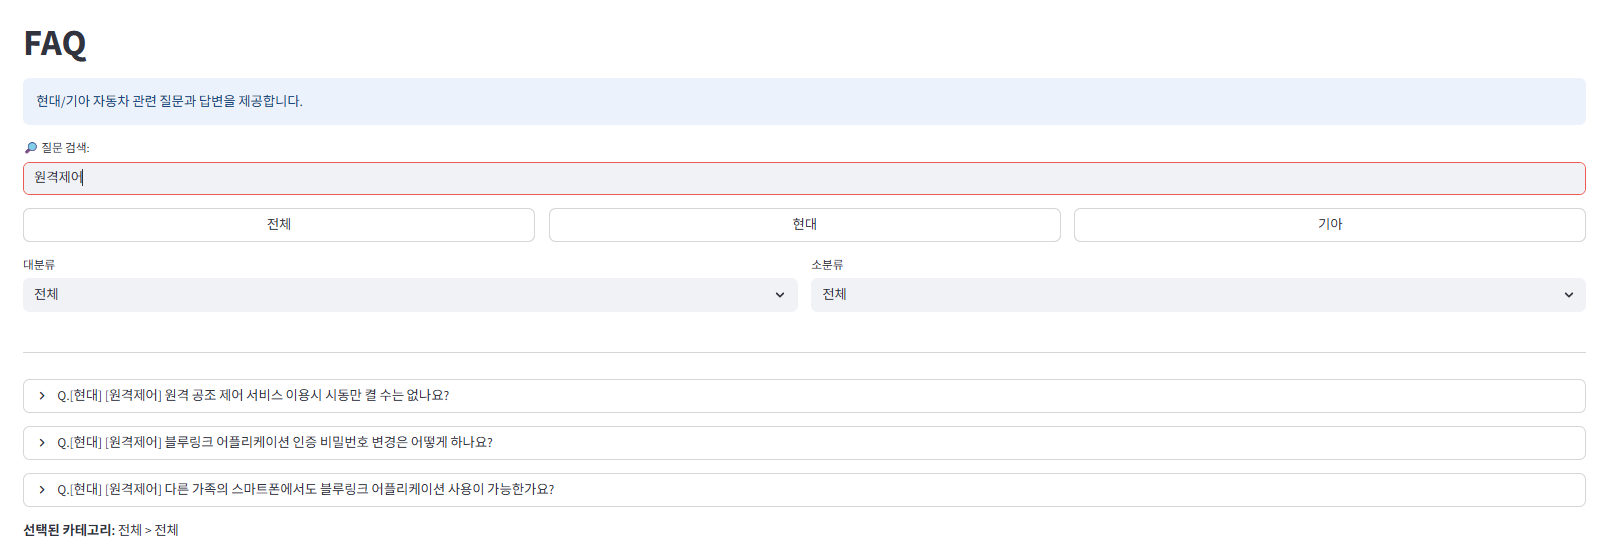 FAQ
현대/기아 자동차 관련 질문과 답변을 제공합니다.
🔎 질문 검색:
원격제어
전체 현대 기아
대분류 소분류
전체 전체
Q.[현대] [원격제어] 원격 공조 제어 서비스 이용시 시동만 켤 수는 없나요?
Q.[현대] [원격제어] 블루링크 어플리케이션 인증 비밀번호 변경은 어떻게 하나요?
Q.[현대] [원격제어] 다른 가족의 스마트폰에서도 블루링크 어플리케이션 사용이 가능한가요?
선택된 카테고리: 전체 > 전체